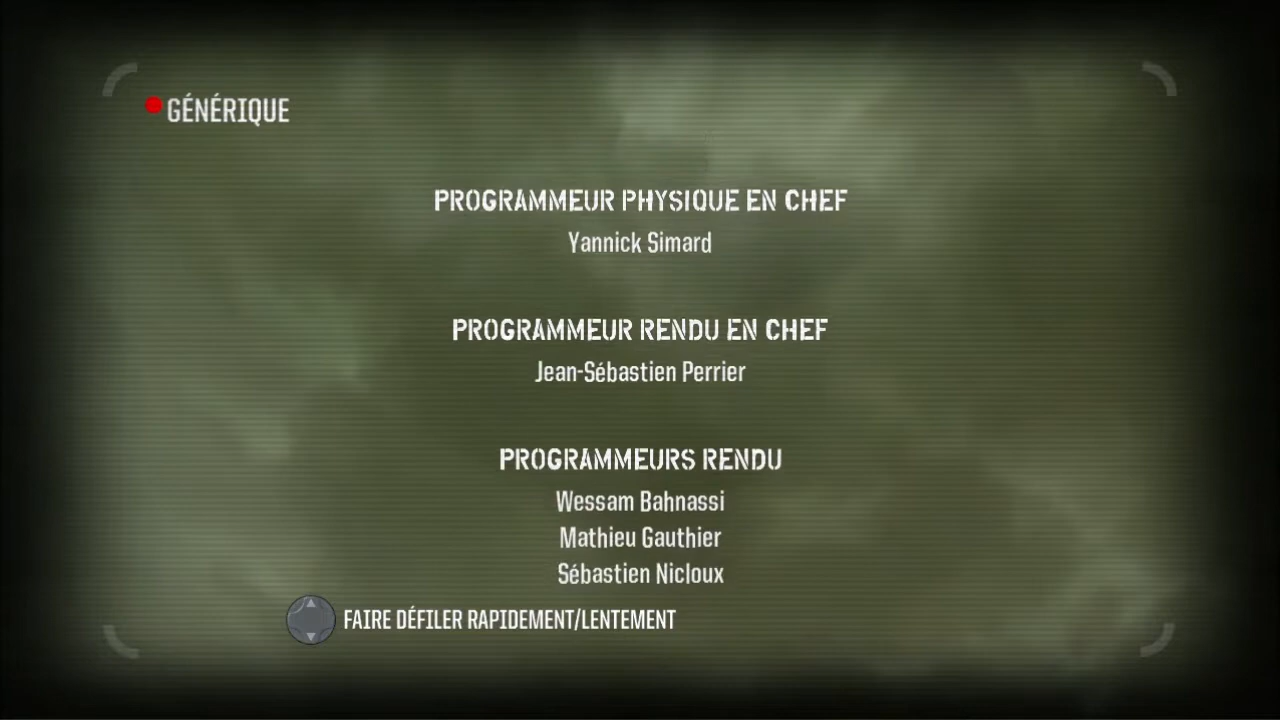 GÉNÉRIQUE
PROGRAMMEUR PHYSIQUE EN CHEF
Yannick Simard
PROGRAMMEUR RENDU EN CHEF
Jean-Sébastien Perrier
PROGRAMMEURS RENDU
Wessam Bahnassi
Mathieu Gauthier
Sébastien Nicloux
FAIRE DÉFILER RAPIDEMENT/LENTEMENT